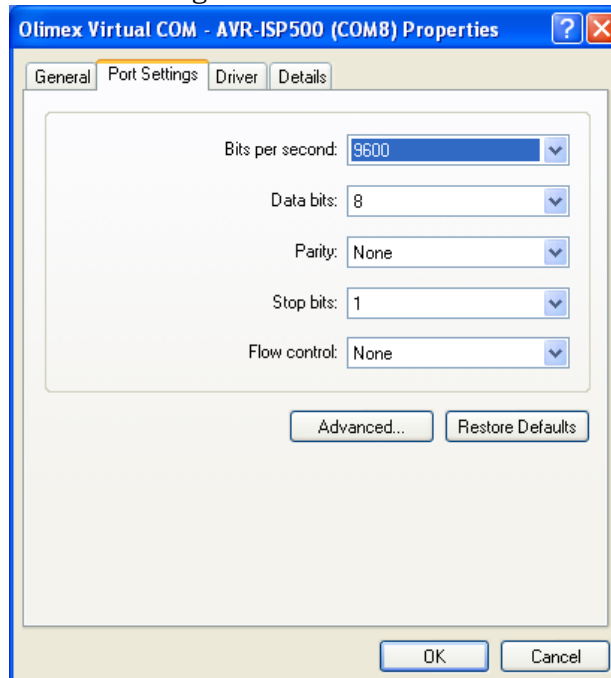 Olimex Virtual COM - AVR-ISP500 (COM8) Properties
General Port Settings Driver Details
Bits per second: 9600
Data bits: 8
Parity: None
Stop bits: 1
Flow control: None
Advanced... Restore Defaults
OK Cancel